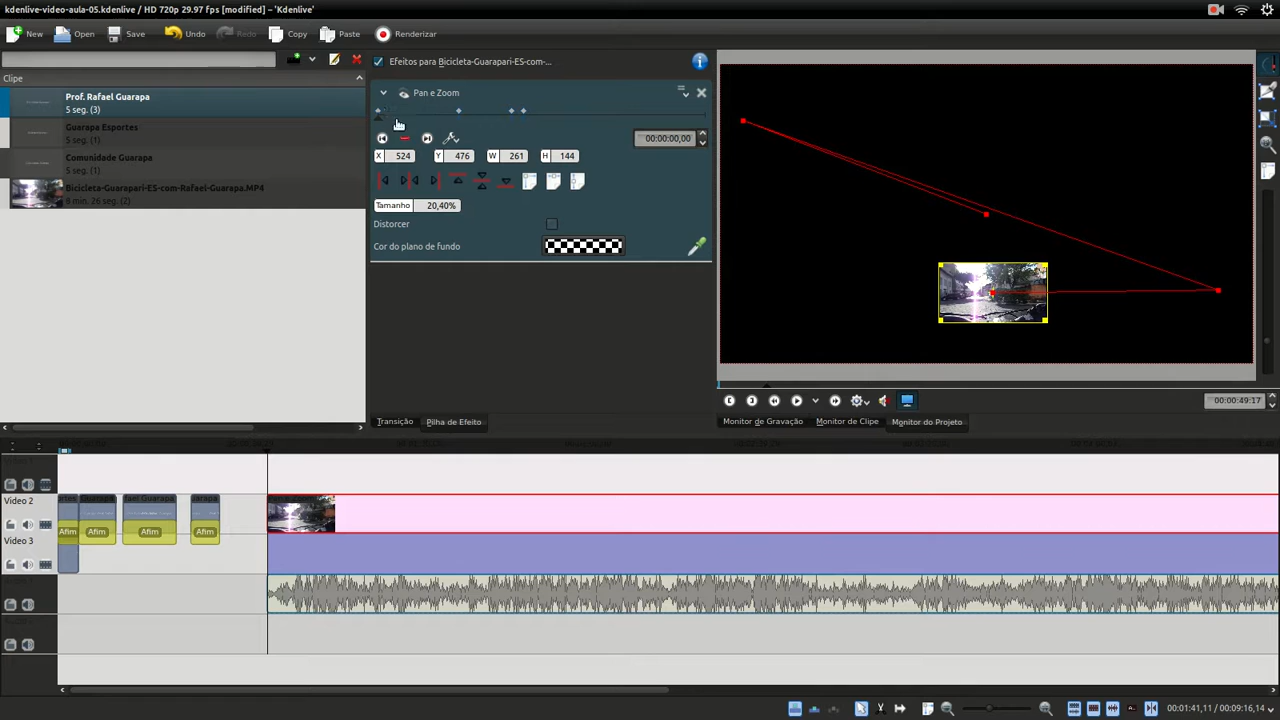 kdenlive-video-aula-05.kdenlive / HD 720p 29.97 fps [modified] – 'Kdenlive'
New Open Save Undo Redo Copy Paste Renderizar
Efeitos para Bicicleta-Guarapari-ES-com-...
Clipe
Pan e Zoom
Prof. Rafael Guarapa
5 seg. (3)
Guarapa Esportes
5 seg. (1)
00:00:00,00
Comunidade Guarapa
5 seg. (1)
X 524 Y 476 W 261 H 144
Bicicleta-Guarapari-ES-com-Rafael-Guarapa.MP4
6 min. 26 seg. (2)
Tamanho 20,40%
Distorcer
Cor do plano de fundo
00:00:49;17
Transição Pilha de Efeito
Monitor de Gravação Monitor de Clipe Monitor do Projeto
Video 2
Guarapa
fael Guarapa
arapa
Afim Afim Afim Afim
Video 3
00:01:41,11 / 00:09:16,14